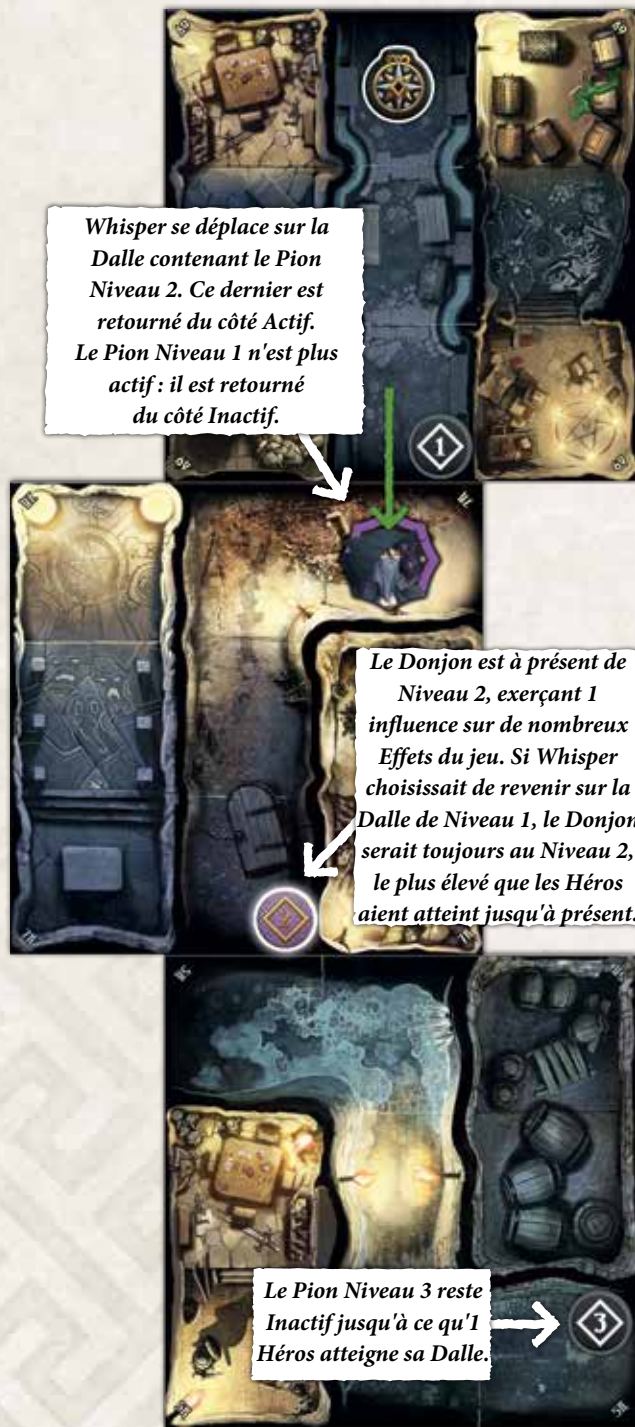 Whisper se déplace sur la
Dalle contenant le Pion
Niveau 2. Ce dernier est
retourné du côté Actif.
Le Pion Niveau 1 n'est plus
actif : il est retourné
du côté Inactif.
1
Le Donjon est à présent de
Niveau 2, exerçant 1
influence sur de nombreux
Effets du jeu. Si Whisper
choisissait de revenir sur la
Dalle de Niveau 1, le Donjon
serait toujours au Niveau 2,
le plus élevé que les Héros
aient atteint jusqu'à présent.
2
Le Pion Niveau 3 reste
Inactif jusqu'à ce qu'1
Héros atteigne sa Dalle.
3